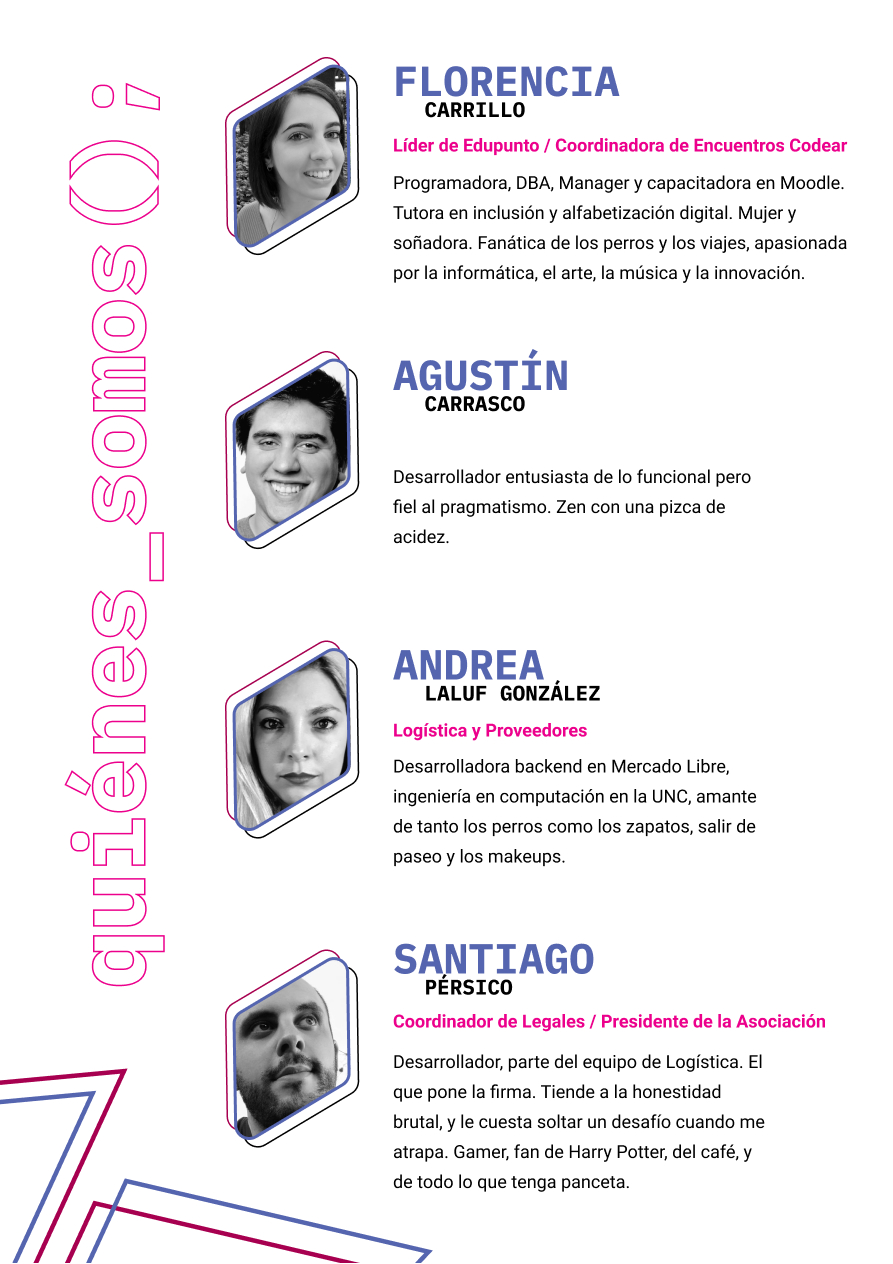 quiénes_somos();
FLORENCIA
CARRILLO
Líder de Edupunto / Coordinadora de Encuentros Codear
Programadora, DBA, Manager y capacitadora en Moodle.
Tutora en inclusión y alfabetización digital. Mujer y
soñadora. Fanática de los perros y los viajes, apasionada
por la informática, el arte, la música y la innovación.
AGUSTÍN
CARRASCO
Desarrollador entusiasta de lo funcional pero
fiel al pragmatismo. Zen con una pizca de
acidez.
ANDREA
LALUF GONZÁLEZ
Logística y Proveedores
Desarrolladora backend en Mercado Libre,
ingeniería en computación en la UNC, amante
de tanto los perros como los zapatos, salir de
paseo y los makeups.
SANTIAGO
PÉRSICO
Coordinador de Legales / Presidente de la Asociación
Desarrollador, parte del equipo de Logística. El
que pone la firma. Tiende a la honestidad
brutal, y le cuesta soltar un desafío cuando me
atrapa. Gamer, fan de Harry Potter, del café, y
de todo lo que tenga panceta.